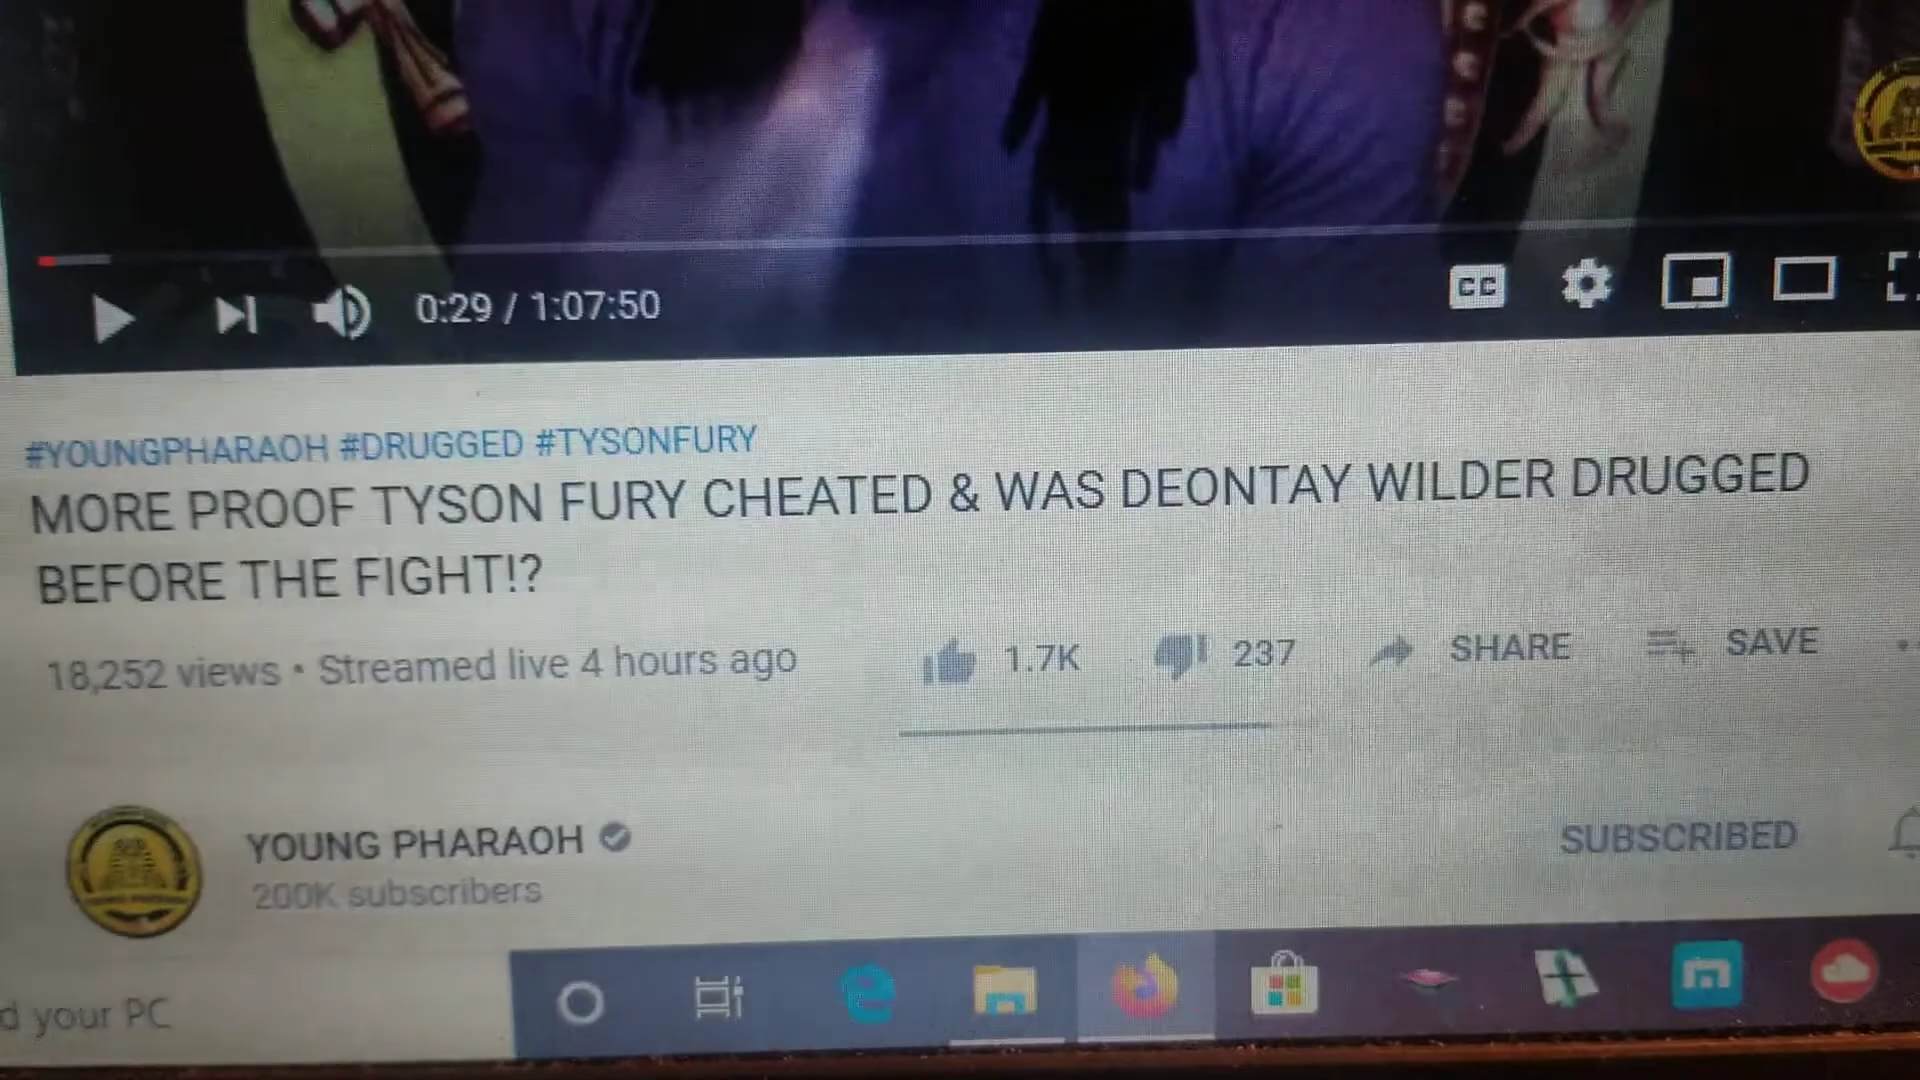 CC
0:29 / 1:07:50
#YOUNGPHARAOH #DRUGGED #TYSONFURY
MORE PROOF TYSON FURY CHEATED & WAS DEONTAY WILDER DRUGGED
BEFORE THE FIGHT!?
18,252 views • Streamed live 4 hours ago
1.7K
237
SHARE
SAVE
YOUNG PHARAOH
200K subscribers
SUBSCRIBED
d your PC